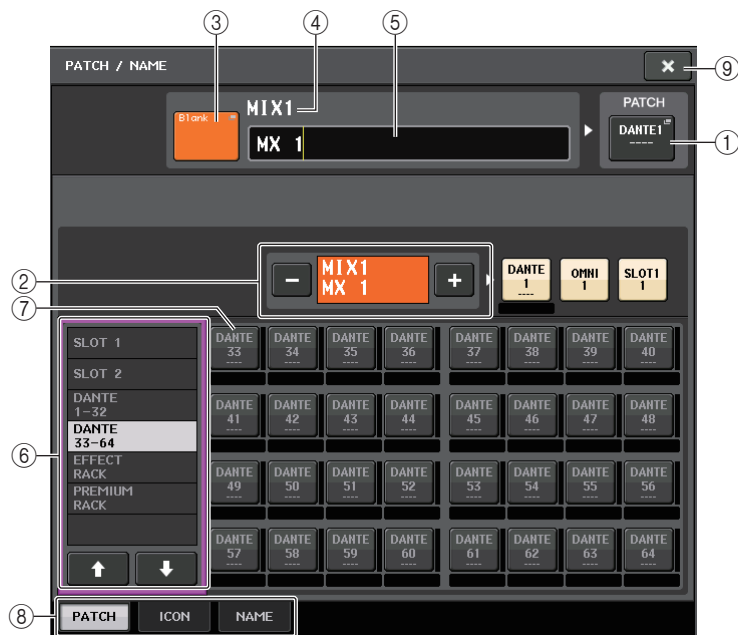 ③ ④ ⑤
PATCH / NAME
⑨
Blank
MIX1
MX 1
PATCH
DANTE1
----
①
②
MIX1
MX 1
DANTE
1
----
OMNI
1
SLOT1
1
⑦
SLOT 1
SLOT 2
DANTE
1-32
DANTE
33-64
EFFECT
RACK
PREMIUM
RACK
⑥
DANTE DANTE DANTE DANTE DANTE DANTE DANTE DANTE
33 34 35 36 37 38 39 40
---- ---- ---- ---- ---- ---- ---- ----
DANTE DANTE DANTE DANTE DANTE DANTE DANTE DANTE
41 42 43 44 45 46 47 48
---- ---- ---- ---- ---- ---- ---- ----
DANTE DANTE DANTE DANTE DANTE DANTE DANTE DANTE
49 50 51 52 53 54 55 56
---- ---- ---- ---- ---- ---- ---- ----
DANTE DANTE DANTE DANTE DANTE DANTE DANTE DANTE
57 58 59 60 61 62 63 64
---- ---- ---- ---- ---- ---- ---- ----
⑧
PATCH ICON NAME